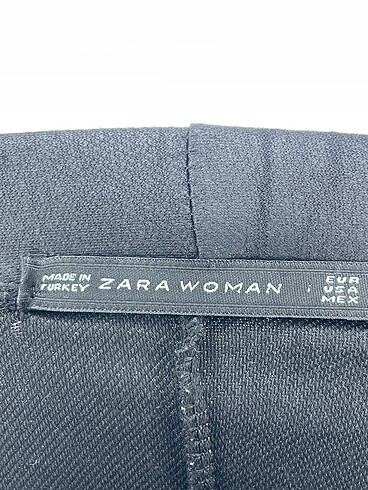 MADE IN
TURKEY
ZARA WOMAN
EUR
USA
MEX